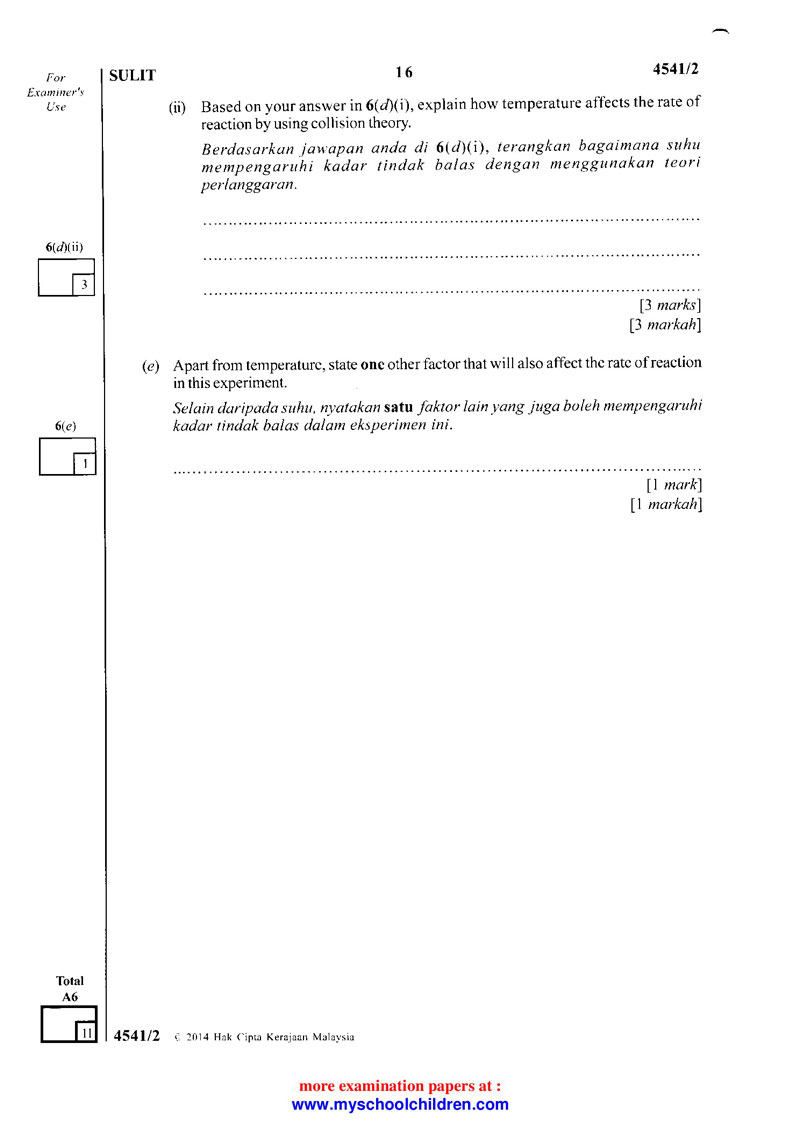 For
Examiner's
Use
SULIT 16 4541/2
(ii) Based on your answer in 6(d)(i), explain how temperature affects the rate of
reaction by using collision theory.
Berdasarkan jawapan anda di 6(d)(i), terangkan bagaimana suhu
mempengaruhi kadar tindak balas dengan menggunakan teori
perlanggaran.
6(d)(ii)
3
[3 marks]
[3 markah]
(e) Apart from temperature, state one other factor that will also affect the rate of reaction
in this experiment.
Selain daripada suhu, nyatakan satu faktor lain yang juga boleh mempengaruhi
kadar tindak balas dalam eksperimen ini.
6(e)
1
[1 mark]
[1 markah]
Total
A6
11
4541/2 © 2014 Hak Cipta Kerajaan Malaysia
more examination papers at :
www.myschoolchildren.com